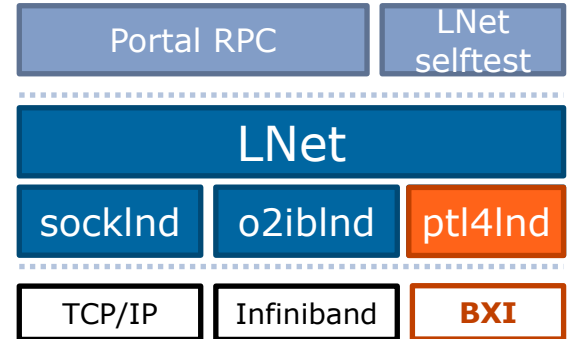 Portal RPC
LNet
selftest
LNet
socklnd
o2iblnd
ptl4lnd
TCP/IP
Infiniband
BXI